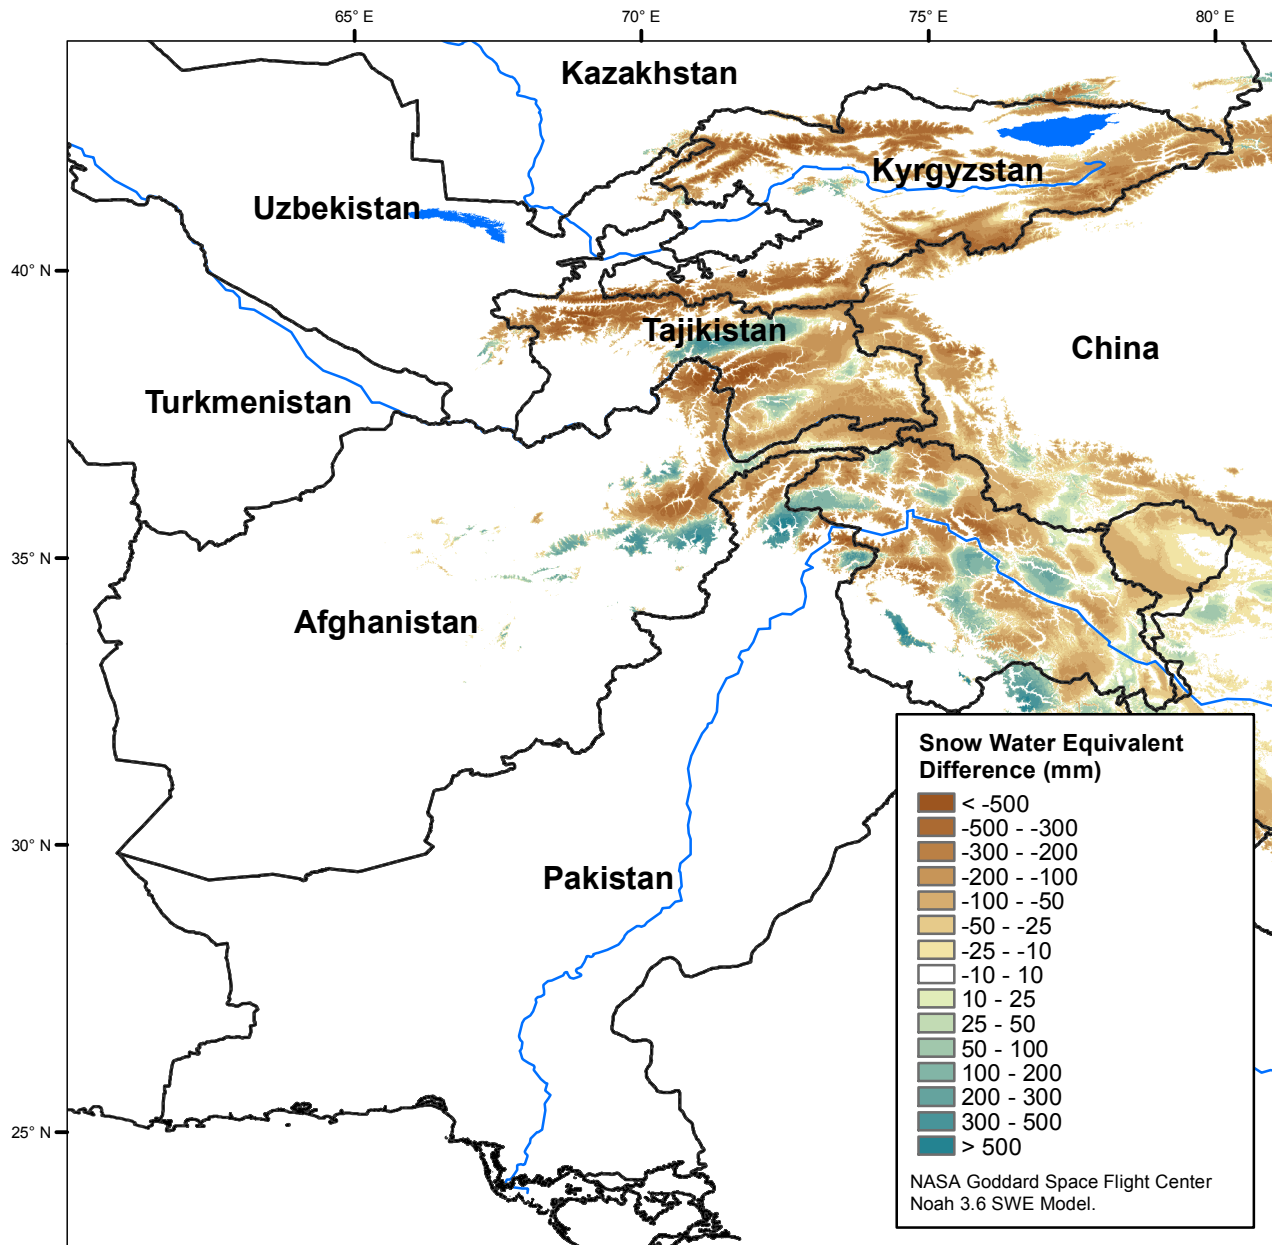 65° E
70° E
75° E
80° E
Kazakhstan
Kyrgyzstan
Uzbekistan
40° N
Tajikistan
China
Turkmenistan
35° N
Afghanistan
Snow Water Equivalent
Difference (mm)
< -500
-500 - -300
-300 - -200
-200 - -100
-100 - -50
-50 - -25
-25 - -10
-10 - 10
10 - 25
25 - 50
50 - 100
100 - 200
200 - 300
300 - 500
> 500
30° N
Pakistan
25° N
NASA Goddard Space Flight Center
Noah 3.6 SWE Model.